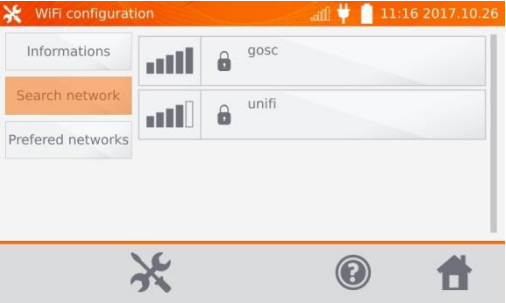 WiFi configuration
11:16 2017.10.26
Informations
Search network
Prefered networks
gosc
unifi